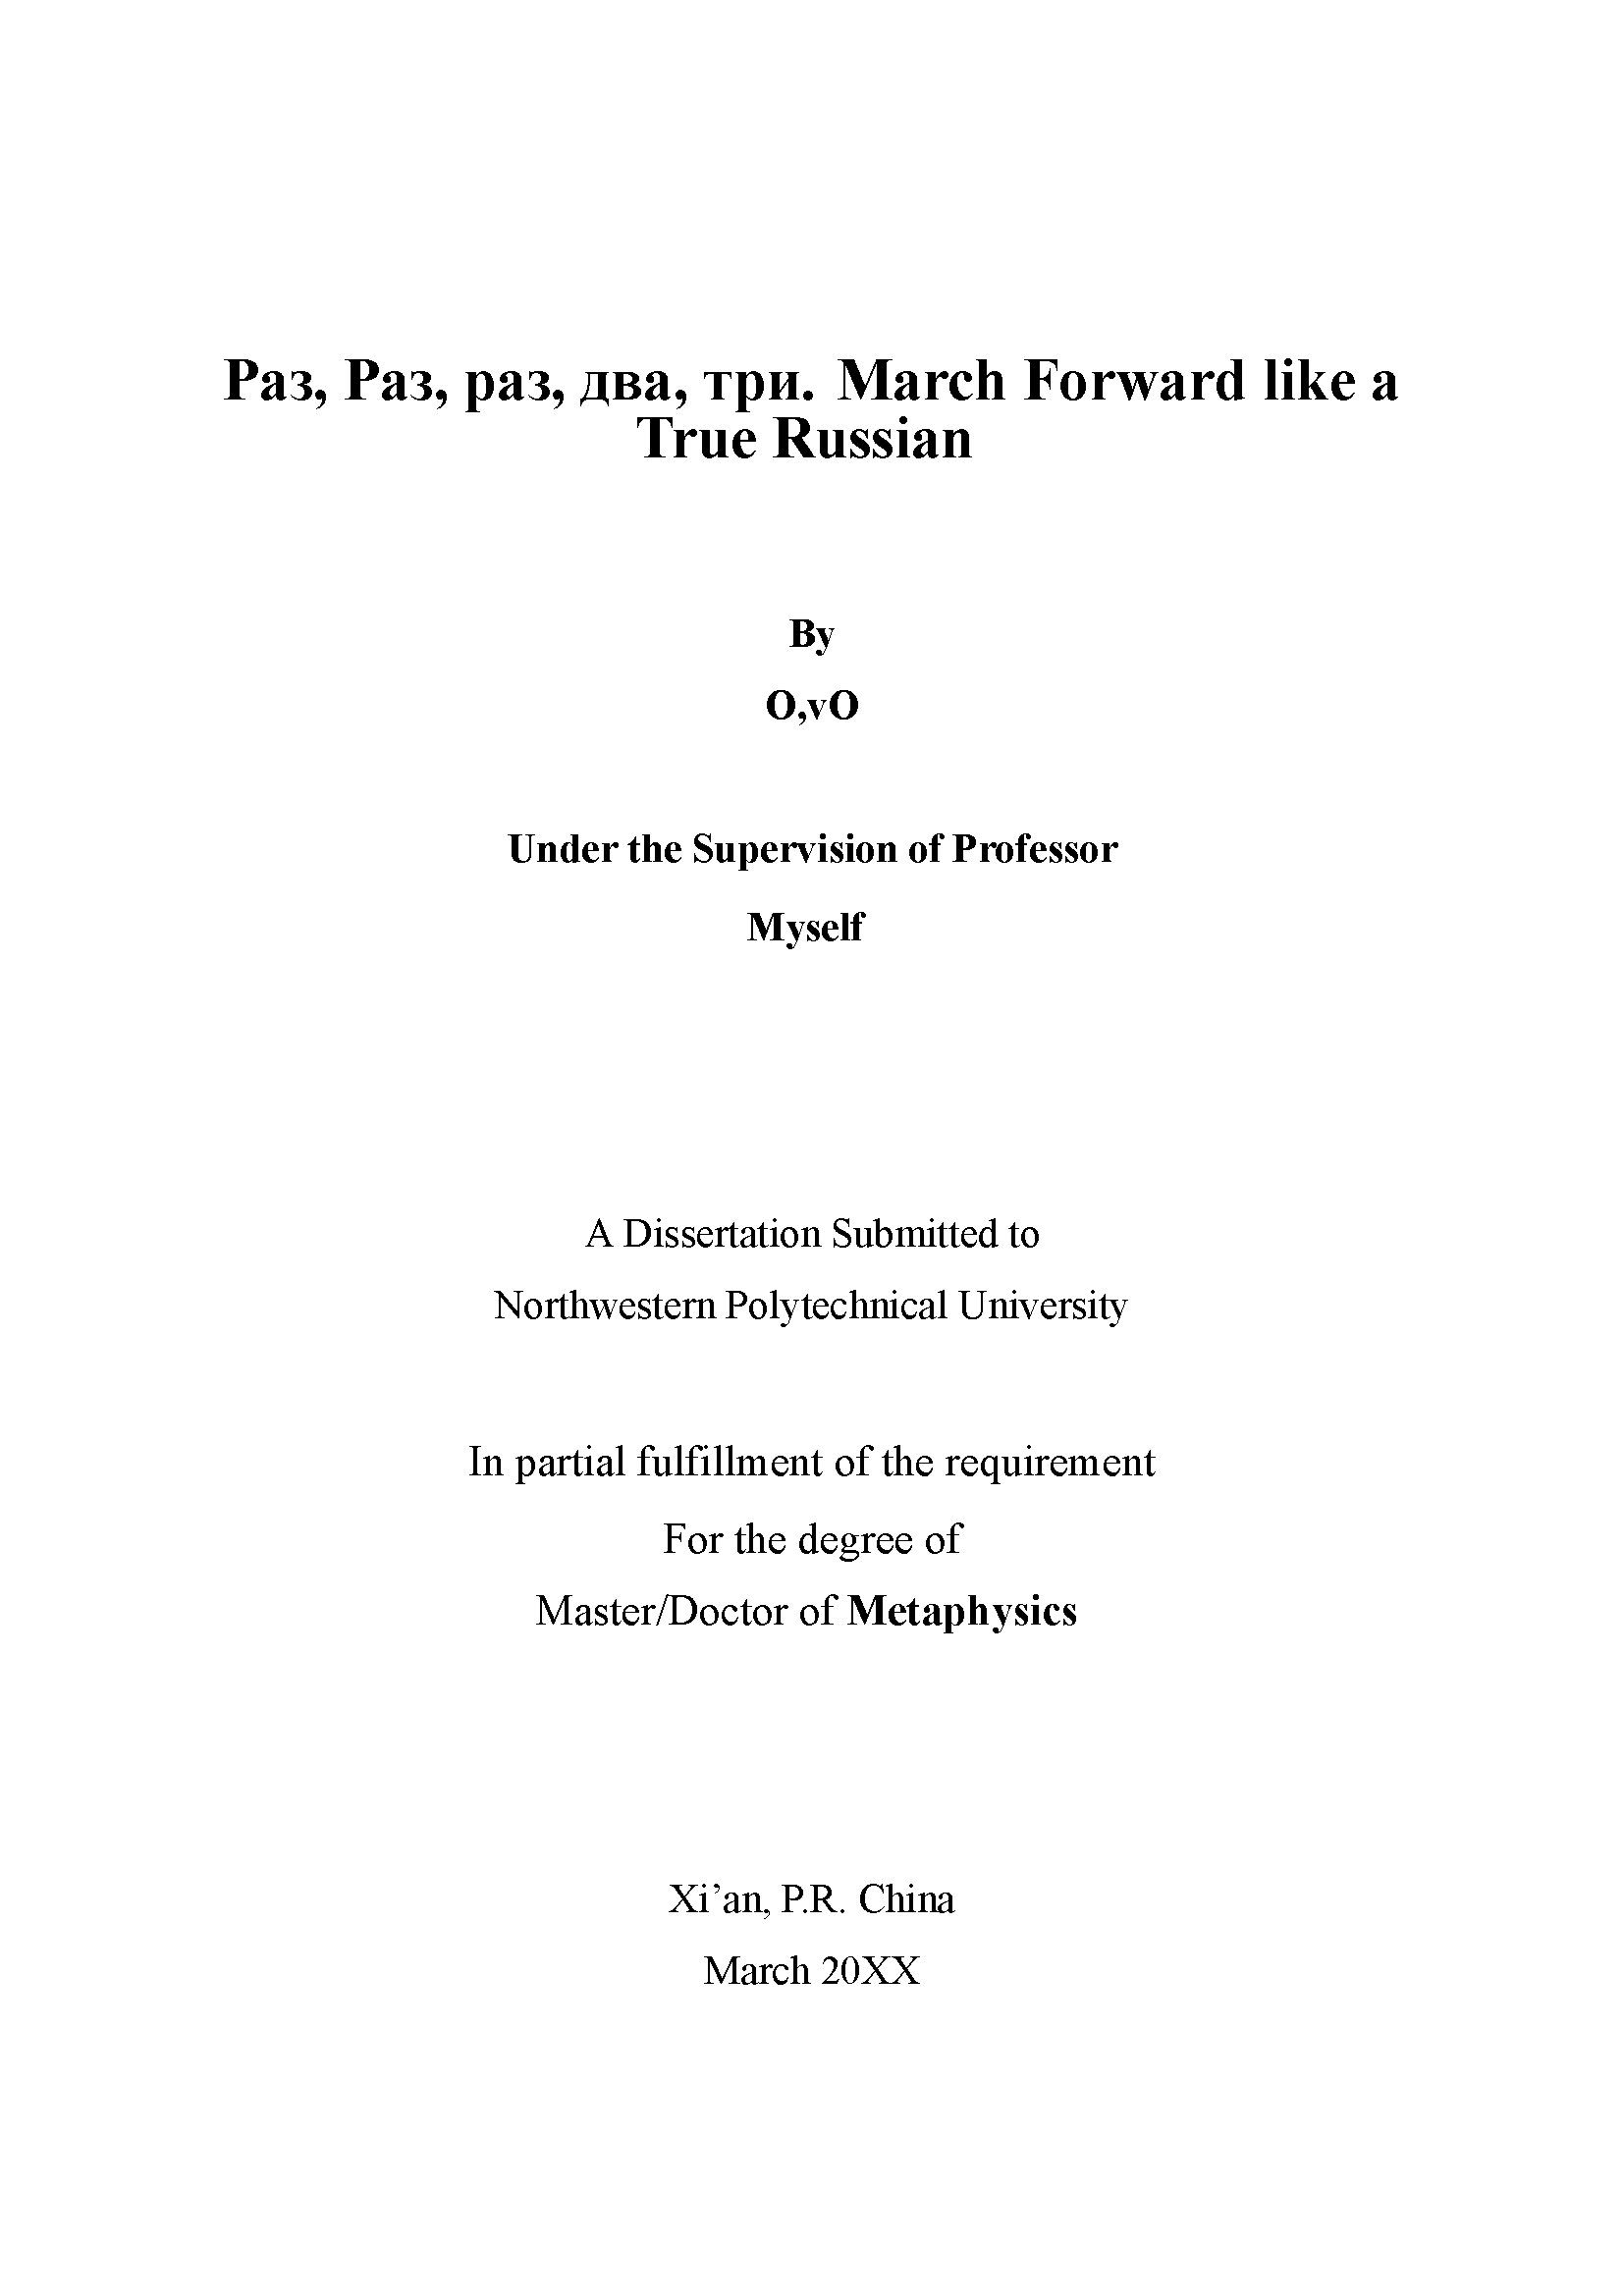 Раз, Раз, раз, два, три. March Forward like a
True Russian
By
O,vO
Under the Supervision of Professor
Myself
A Dissertation Submitted to
Northwestern Polytechnical University
In partial fulfillment of the requirement
For the degree of
Master/Doctor of Metaphysics
Xi’an, P.R. China
March 20XX